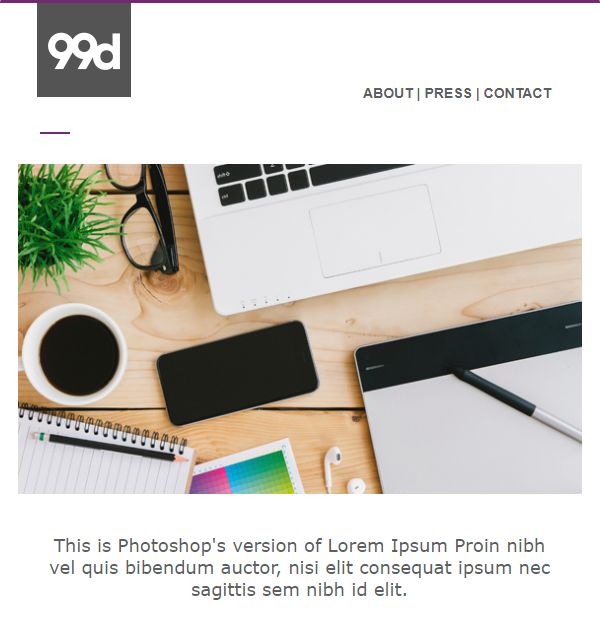 99d
ABOUT | PRESS | CONTACT
This is Photoshop's version of Lorem Ipsum Proin nibh
vel quis bibendum auctor, nisi elit consequat ipsum nec
sagittis sem nibh id elit.